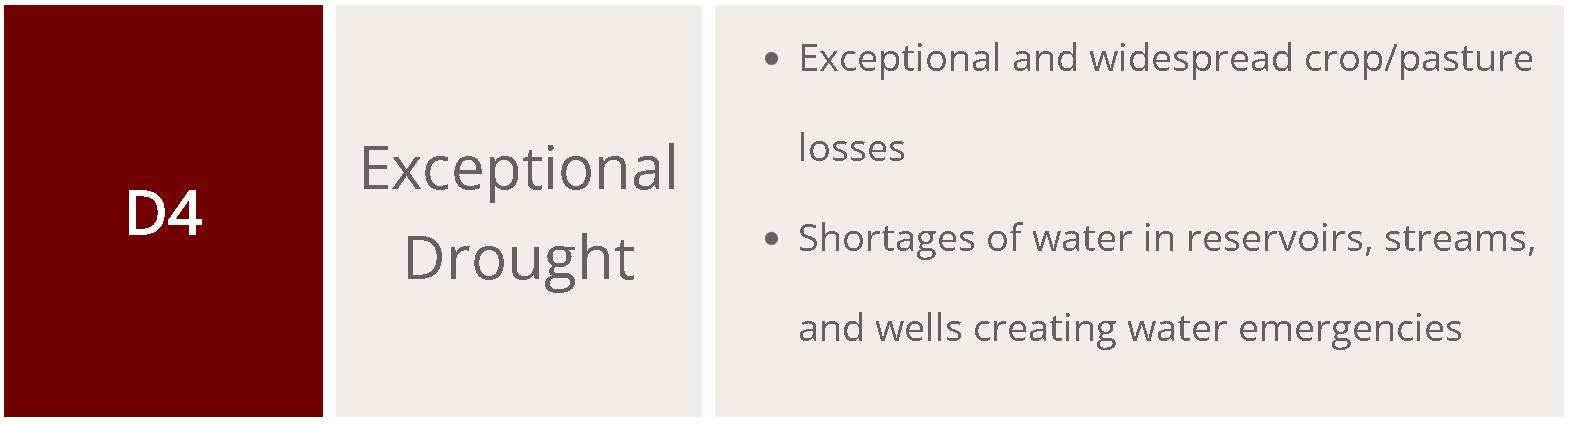 D4
Exceptional
Drought
• Exceptional and widespread crop/pasture
losses
• Shortages of water in reservoirs, streams,
and wells creating water emergencies